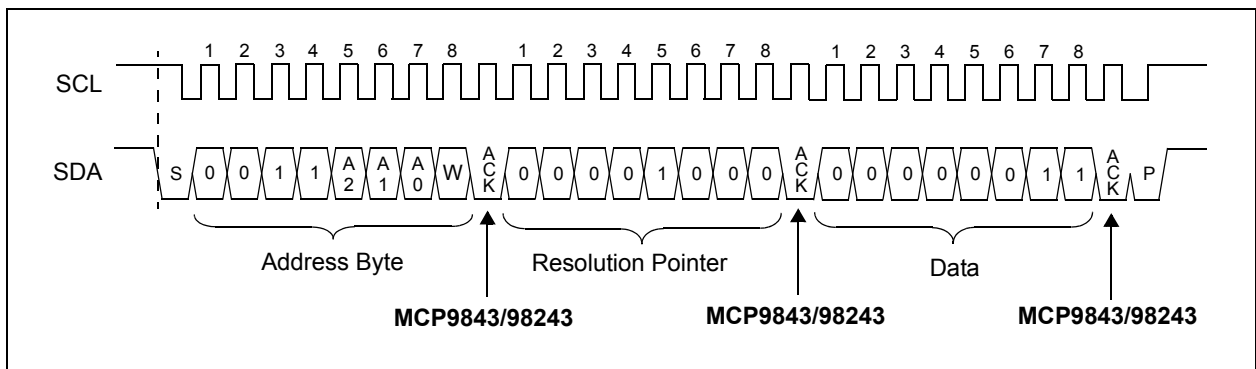 1 2 3 4 5 6 7 8 1 2 3 4 5 6 7 8 1 2 3 4 5 6 7 8
SCL
SDA S 0 0 1 1 A2 A1 A0 W ACK 0 0 0 0 1 0 0 0 ACK 0 0 0 0 0 0 1 1 ACK P
Address Byte Resolution Pointer Data
MCP9843/98243 MCP9843/98243 MCP9843/98243